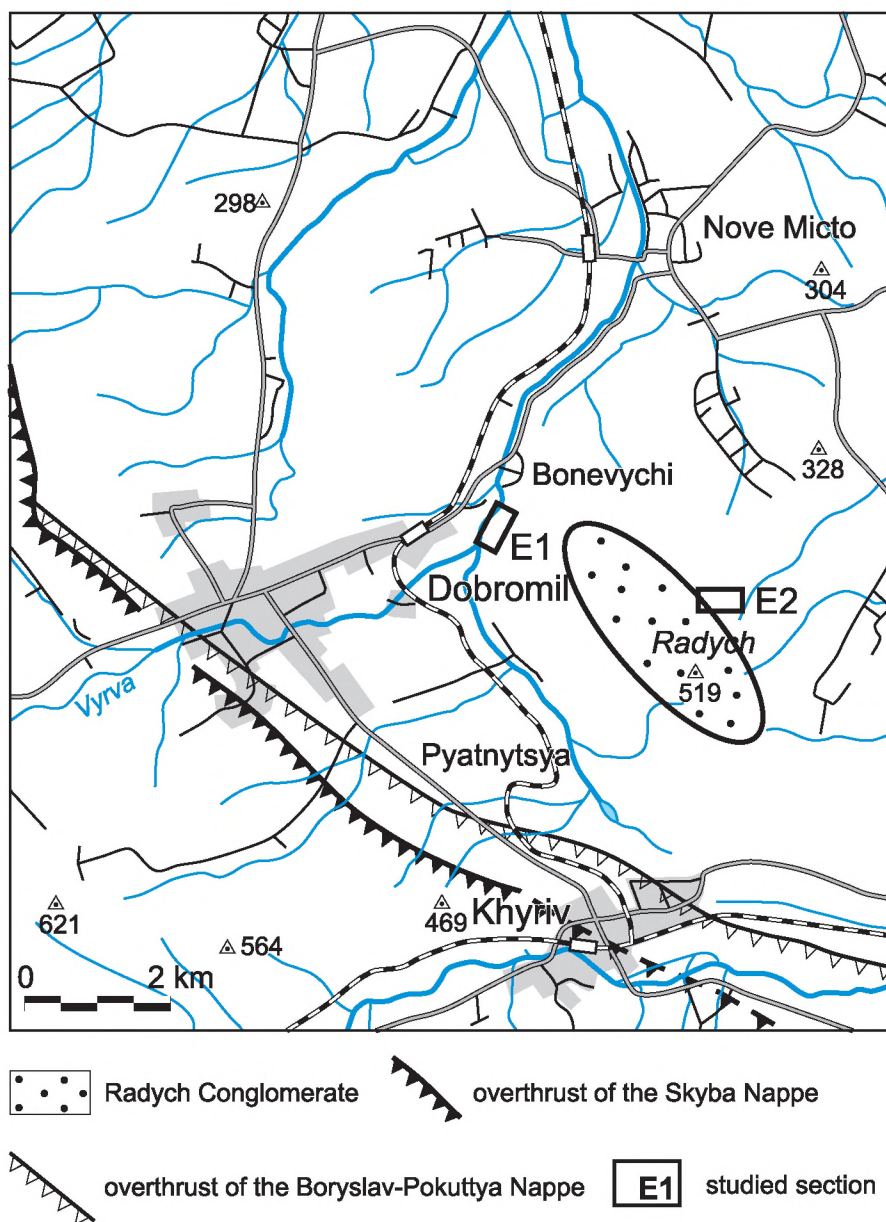 298
Nove Micto
304
328
Bonevychi
E1
Dobromil
E2
Radych
519
Vyrva
Pyatnytsya
621
564
469
Khyriv
0 2 km
Radych Conglomerate
overthrust of the Skyba Nappe
overthrust of the Boryslav-Pokuttya Nappe
E1 studied section